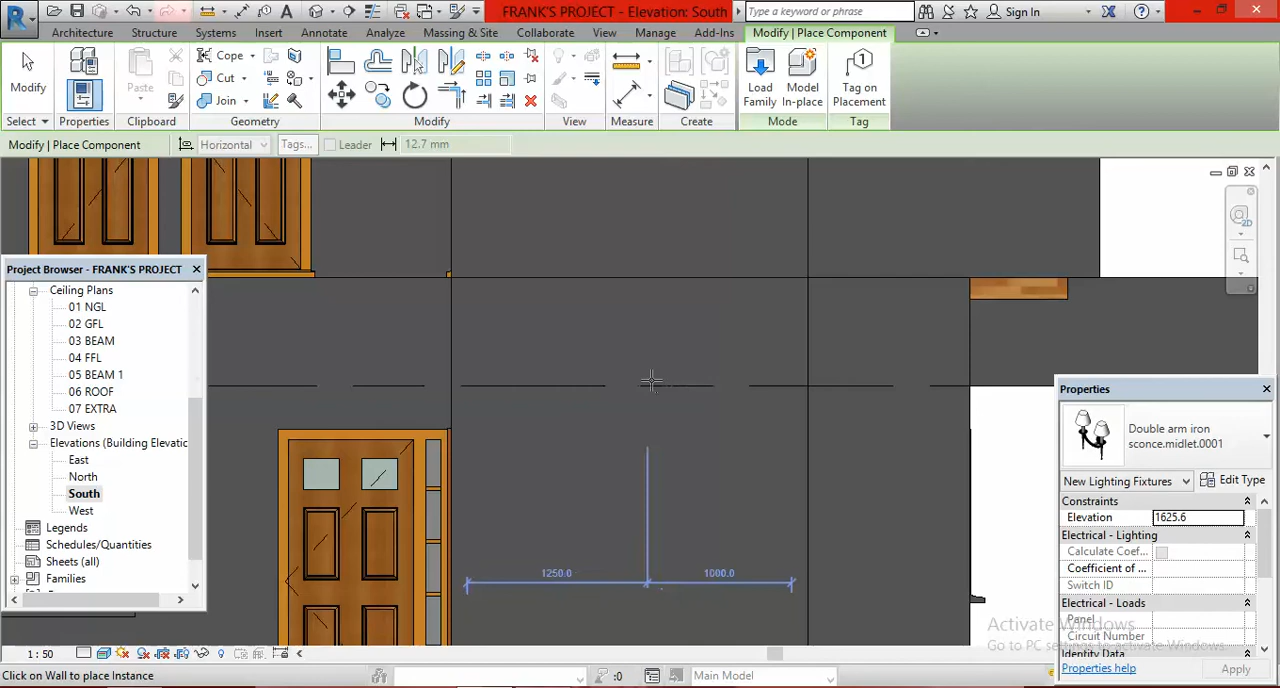 FRANK'S PROJECT - Elevation: South
Type a keyword or phrase
Sign In
Architecture Structure Systems Insert Annotate Analyze Massing & Site Collaborate View Manage Add-Ins Modify | Place Component
Modify
Select
Properties
Paste
Clipboard
Cope
Cut
Join
Geometry
Modify
View
Measure
Create
Load Family
Model In-place
Mode
Tag on Placement
Tag
Modify | Place Component
Horizontal
Tags...
Leader
12.7 mm
Project Browser - FRANK'S PROJECT
Ceiling Plans
01 NGL
02 GFL
03 BEAM
04 FFL
05 BEAM 1
06 ROOF
07 EXTRA
3D Views
Elevations (Building Elevatic
East
North
South
West
Legends
Schedules/Quantities
Sheets (all)
Families
1250.0
1000.0
Properties
Double arm iron
sconce.midlet.0001
New Lighting Fixtures
Edit Type
Constraints
Elevation 1625.6
Electrical - Lighting
Calculate Coef...
Coefficient of ...
Switch ID
Electrical - Loads
Panel
Circuit Number
Identity Data
Properties help
Apply
Activate Windows
Go to PC settings to activate Windows.
1 : 50
Click on Wall to place Instance
:0
Main Model